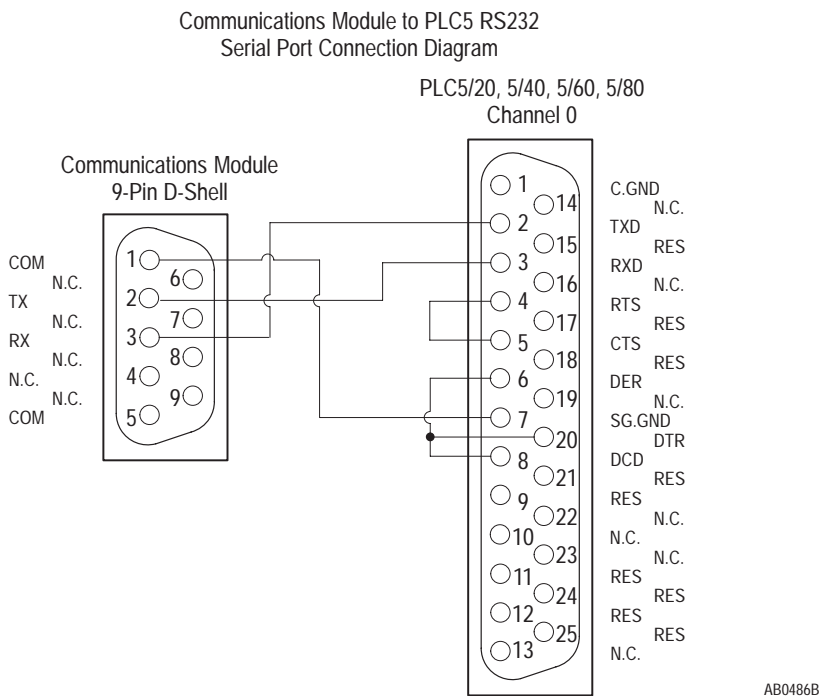 Communications Module to PLC5 RS232
Serial Port Connection Diagram
PLC5/20, 5/40, 5/60, 5/80
Channel 0
Communications Module
9-Pin D-Shell
COM
N.C.
TX
N.C.
RX
N.C.
N.C.
N.C.
COM
1
6
2
7
3
8
4
9
5
1
14
2
15
3
16
4
17
5
18
6
19
7
20
8
21
9
22
10
23
11
24
12
25
13
C.GND
N.C.
TXD
RES
RXD
N.C.
RTS
RES
CTS
RES
DER
N.C.
SG.GND
DTR
DCD
RES
RES
N.C.
N.C.
N.C.
RES
RES
RES
RES
N.C.
AB0486B